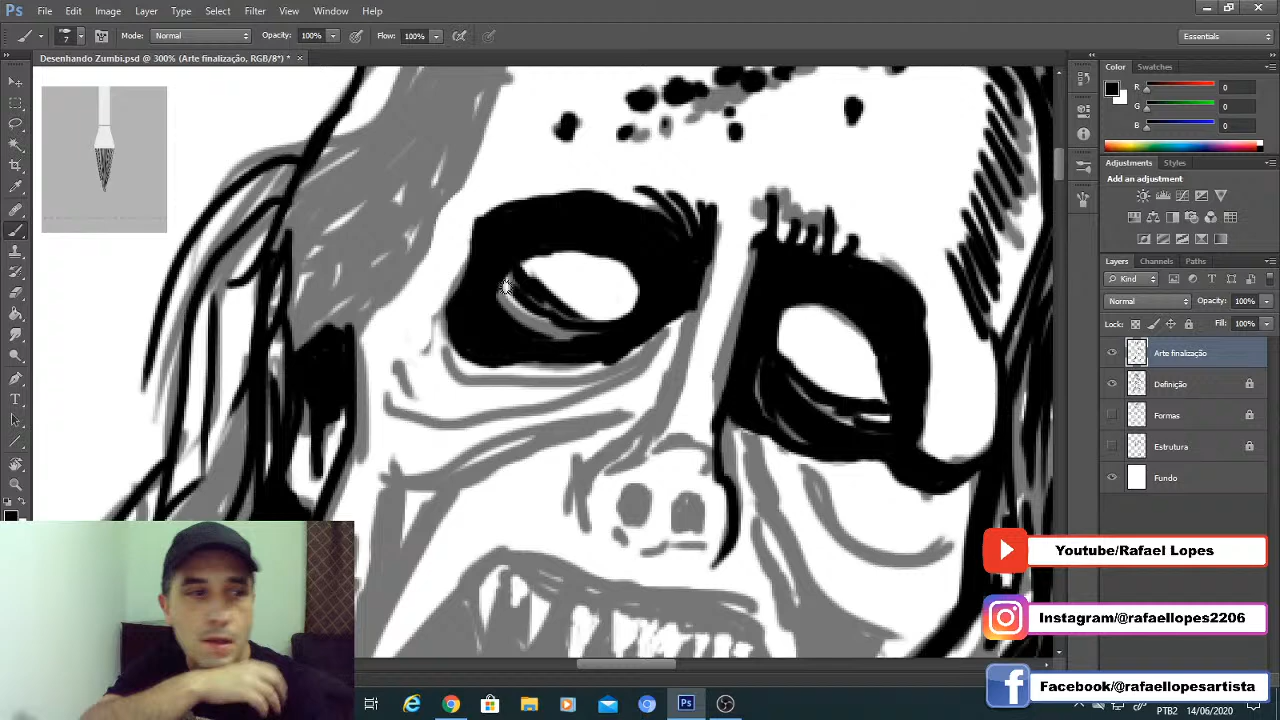 Ps File Edit Image Layer Type Select Filter View Window Help
7 Mode: Normal Opacity: 100% Flow: 100% Essentials
Desenhando Zumbi.psd @ 300% (Arte finalização, RGB/8*) * ×
Color Swatches
R 0
G 0
B 0
Adjustments Styles
Add an adjustment
Layers Channels Paths
Kind
Normal Opacity: 100%
Lock: Fill: 100%
Arte finalização
Definição
Formas
Estrutura
Fundo
Youtube/Rafael Lopes
Instagram/@rafaellopes2206
Facebook/@rafaellopesartista
Ps PTB2 14/06/2020